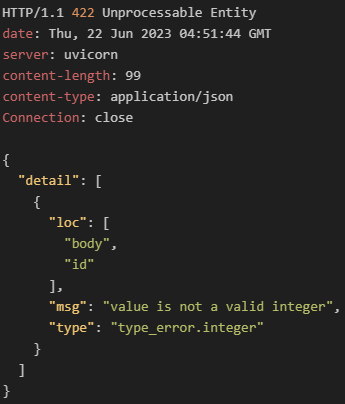 HTTP/1.1 422 Unprocessable Entity
date: Thu, 22 Jun 2023 04:51:44 GMT
server: uvicorn
content-length: 99
content-type: application/json
Connection: close

{
  "detail": [
    {
      "loc": [
        "body",
        "id"
      ],
      "msg": "value is not a valid integer",
      "type": "type_error.integer"
    }
  ]
}